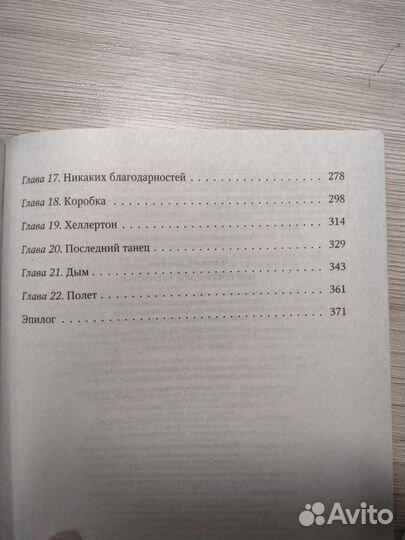 Глава 17. Никаких благодарностей . . . . . . . . . . . . . . . . . . . . 278
Глава 18. Коробка . . . . . . . . . . . . . . . . . . . . . . . . . . . . . . . . 298
Глава 19. Хеллертон . . . . . . . . . . . . . . . . . . . . . . . . . . . . . . 314
Глава 20. Последний танец . . . . . . . . . . . . . . . . . . . . . . . . . 329
Глава 21. Дым . . . . . . . . . . . . . . . . . . . . . . . . . . . . . . . . . . . 343
Глава 22. Полет . . . . . . . . . . . . . . . . . . . . . . . . . . . . . . . . . . 361
Эпилог . . . . . . . . . . . . . . . . . . . . . . . . . . . . . . . . . . . . . . . . 371
Avito